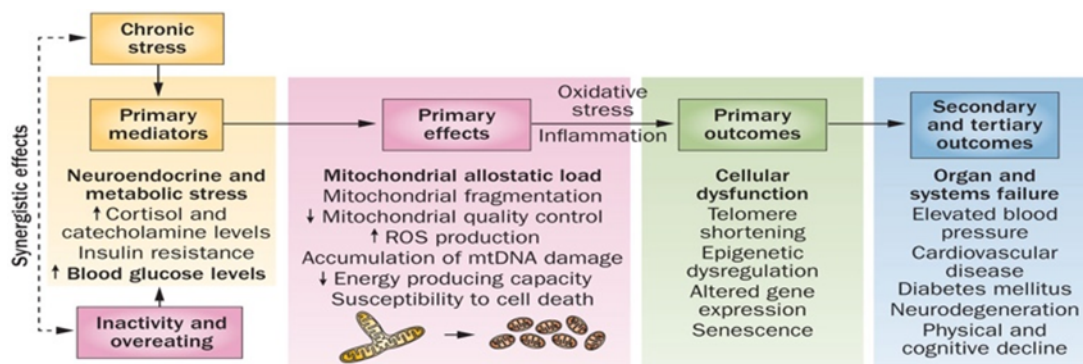 Synergistic effects
Chronic
stress
Primary
mediators
Neuroendocrine and
metabolic stress
↑ Cortisol and
catecholamine levels
Insulin resistance
↑ Blood glucose levels
Inactivity and
overeating
Primary
effects
Mitochondrial allostatic load
Mitochondrial fragmentation
↓ Mitochondrial quality control
↑ ROS production
Accumulation of mtDNA damage
↓ Energy producing capacity
Susceptibility to cell death
Oxidative
stress
Inflammation
Primary
outcomes
Cellular
dysfunction
Telomere
shortening
Epigenetic
dysregulation
Altered gene
expression
Senescence
Secondary
and tertiary
outcomes
Organ and
systems failure
Elevated blood
pressure
Cardiovascular
disease
Diabetes mellitus
Neurodegeneration
Physical and
cognitive decline